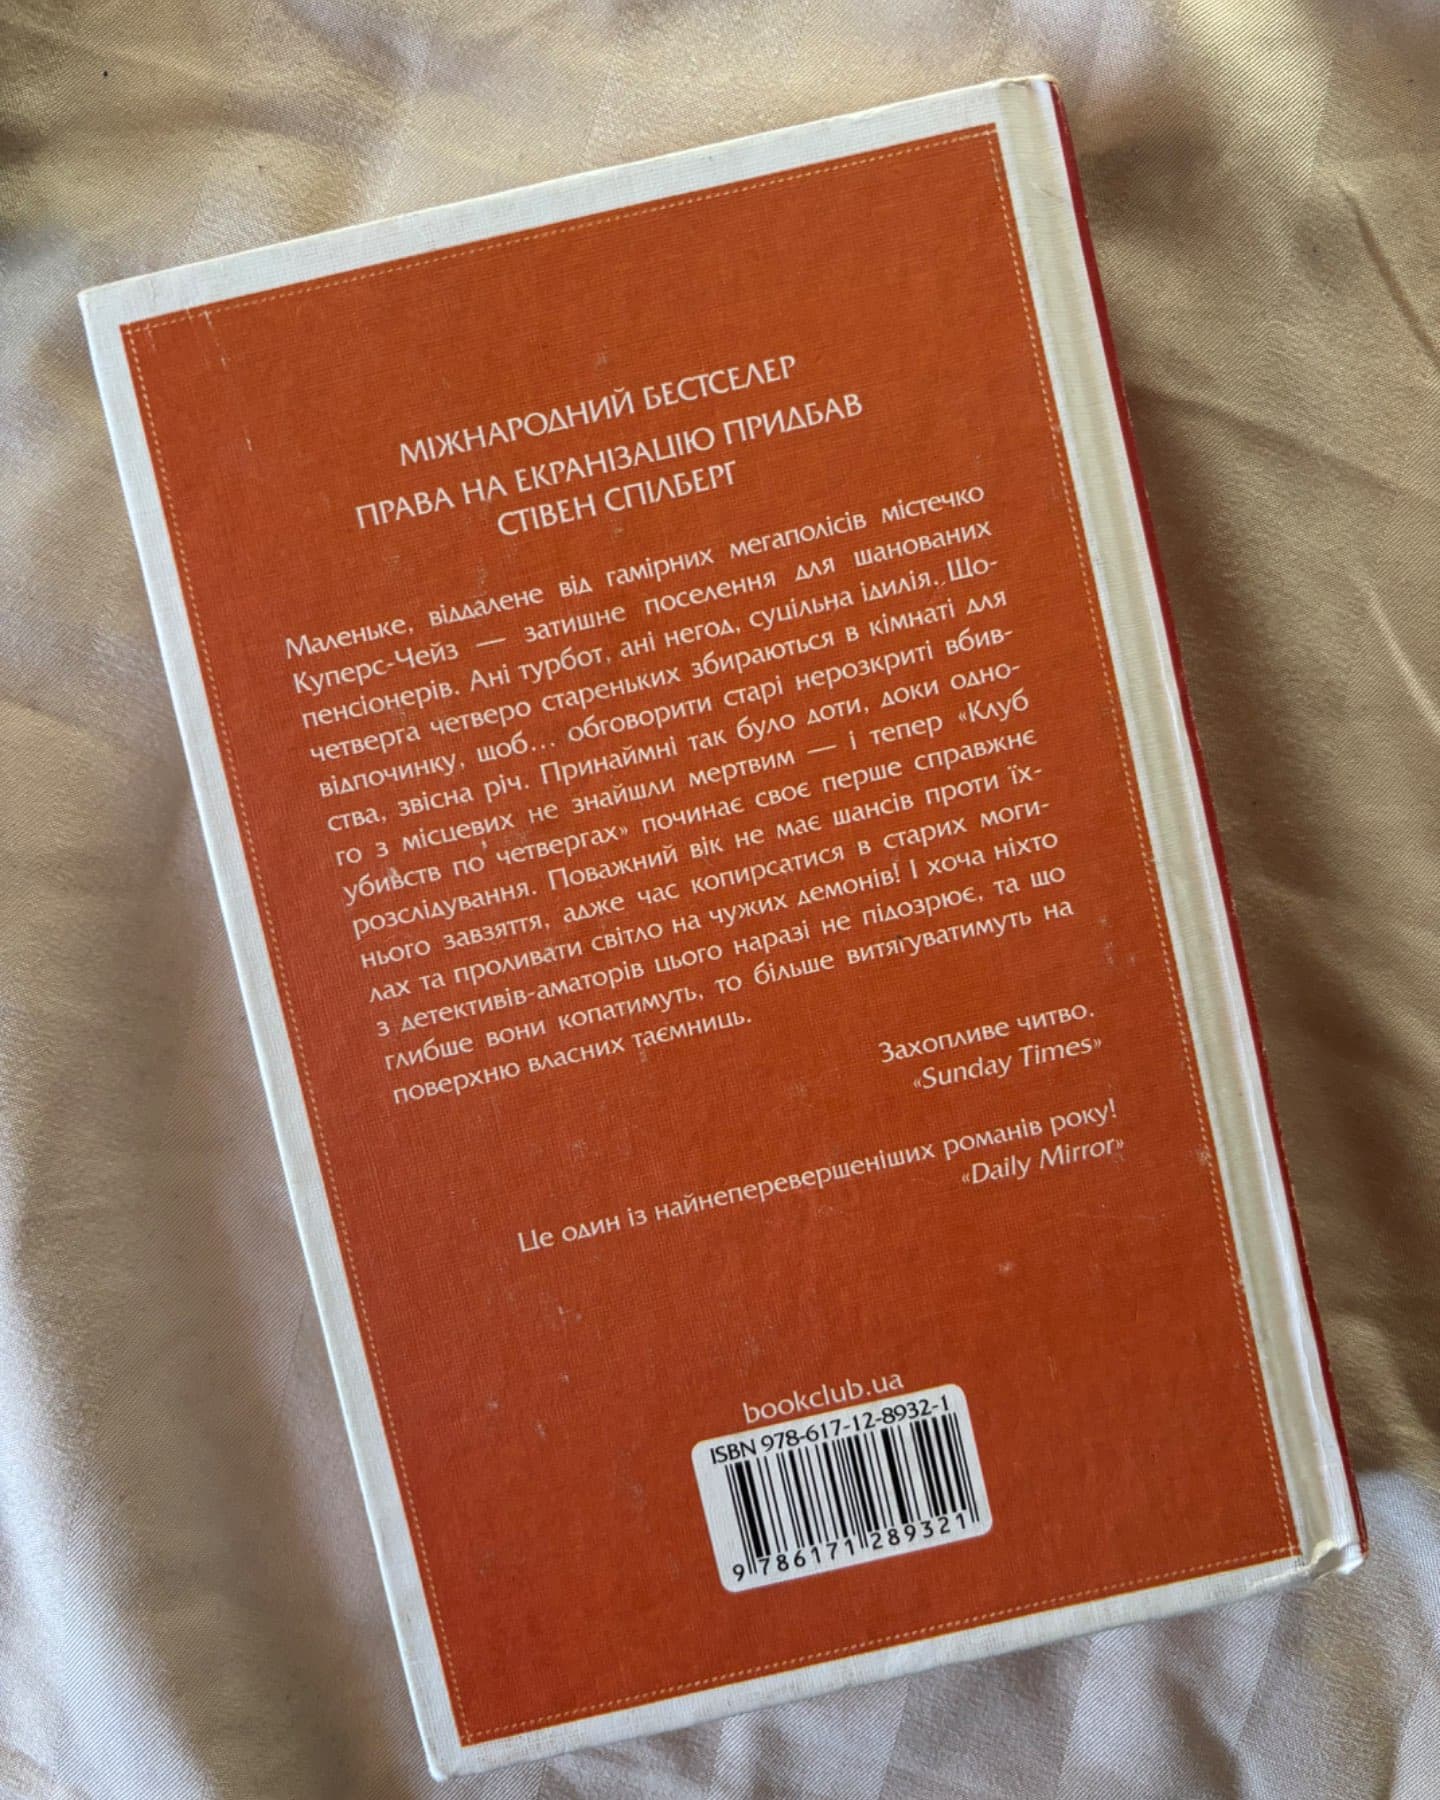 МІЖНАРОДНИЙ БЕСТСЕЛЕР
ПРАВА НА ЕКРАНІЗАЦІЮ ПРИДБАВ
СТІВЕН СПІЛБЕРГ
Маленьке, віддалене від гамірних мегаполісів містечко
Куперс-Чейз — затишне поселення для шанованих
пенсіонерів. Ані турбот, ані негод, суцільна ідилія. Що-
четверга четверо стареньких збираються в кімнаті для
відпочинку, щоб... обговорити старі нерозкриті вбив-
ства, звісна річ. Принаймні так було доти, доки одно-
го з місцевих не знайшли мертвим — і тепер «Клуб
убивств по четвергах» починає своє перше справжнє
розслідування. Поважний вік не має шансів проти їх-
нього завзяття, адже час копирсатися в старих моги-
лах та проливати світло на чужих демонів! І хоча ніхто
з детективів-аматорів цього наразі не підозрює, та що
глибше вони копатимуть, то більше витягуватимуть на
поверхню власних таємниць.
Захопливе читво.
«Sunday Times»
Це один із найнеперевершеніших романів року!
«Daily Mirror»
bookclub.ua
ISBN 978-617-12-8932-1
9 786171 289321